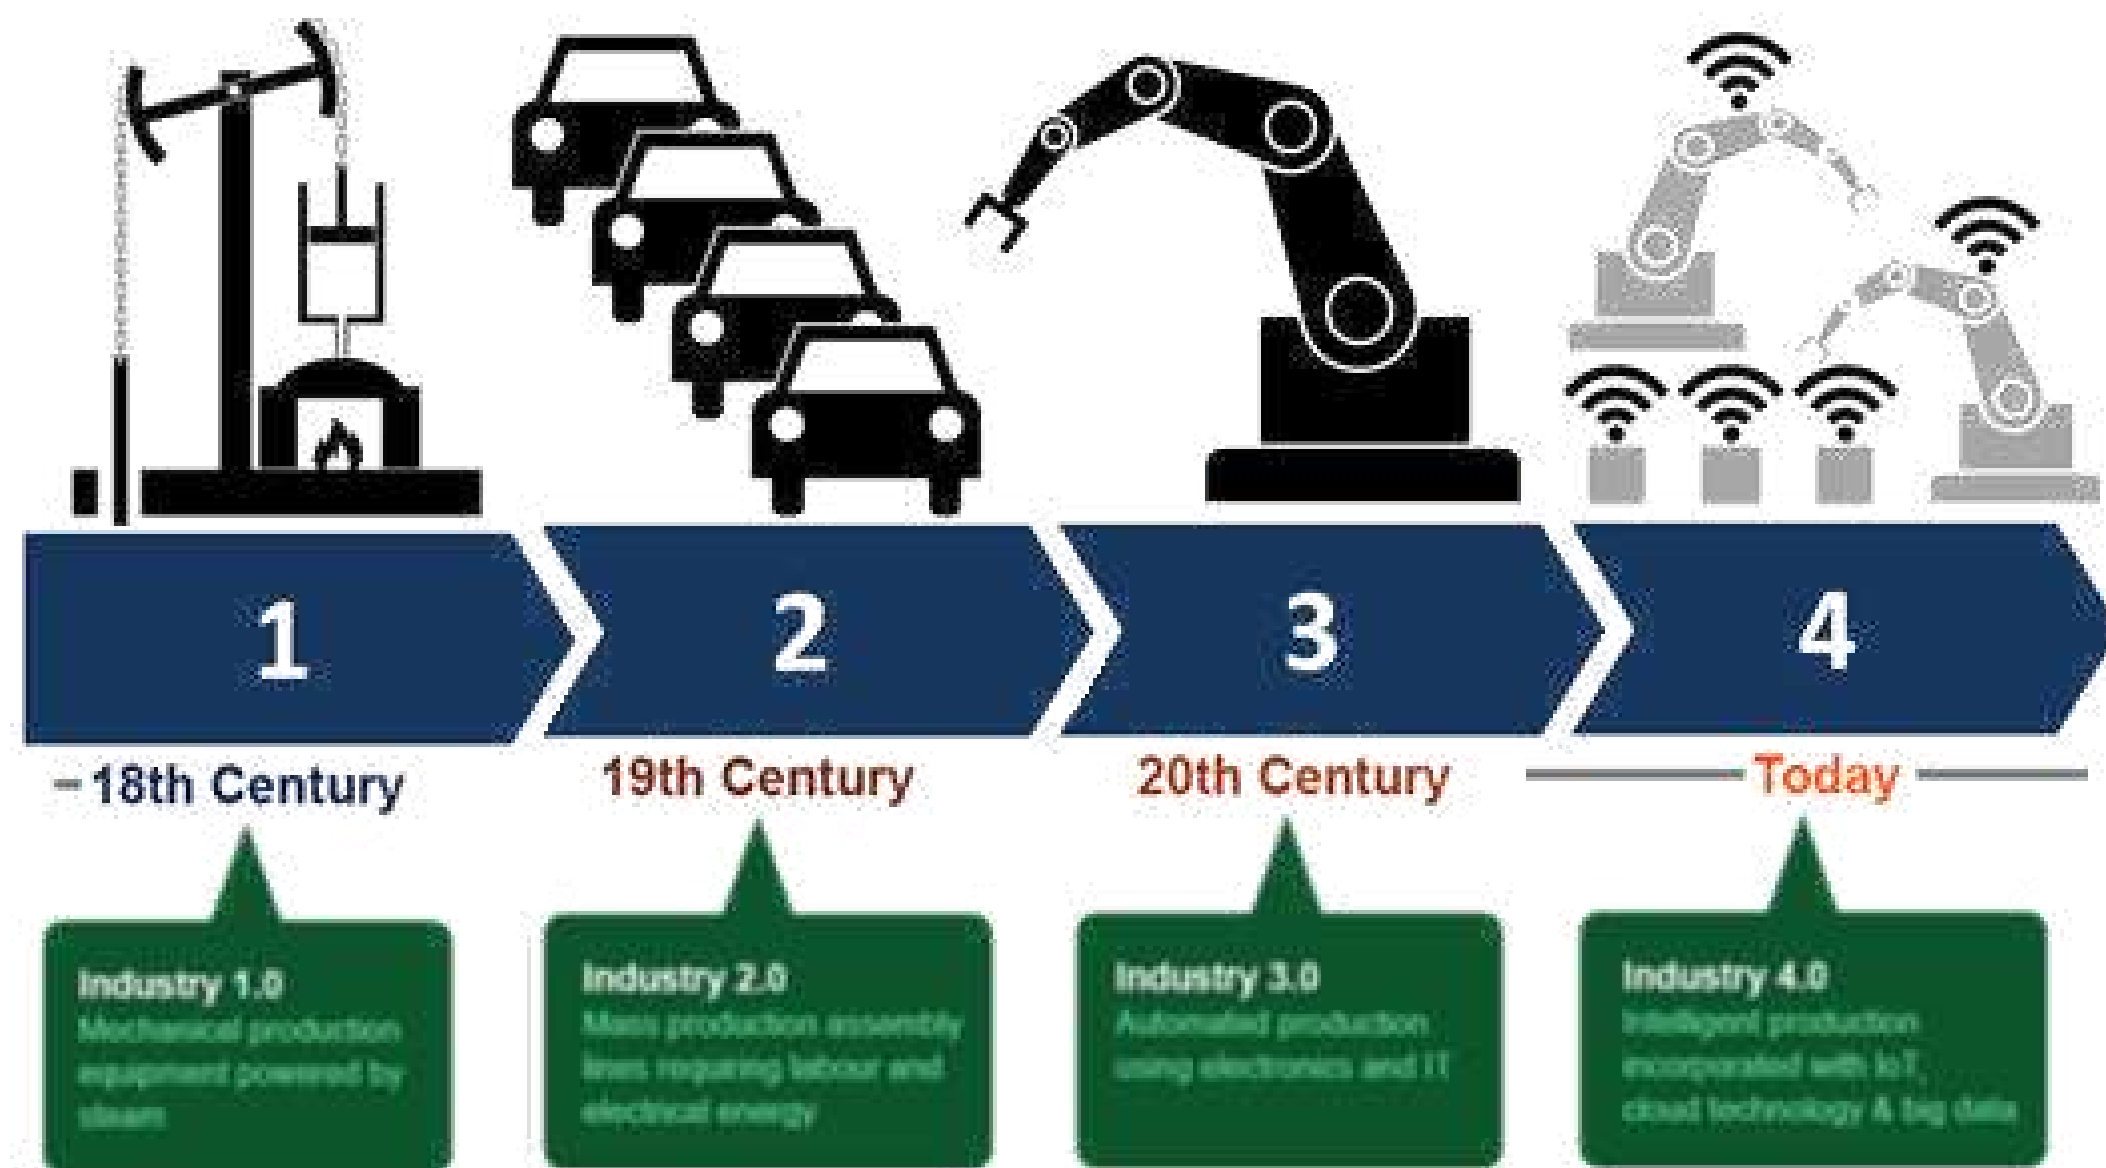 1
2
3
4
18th Century
19th Century
20th Century
Today
Industry 1.0
Mechanical production
equipment powered by
steam
Industry 2.0
Mass production assembly
lines requiring labour and
electrical energy
Industry 3.0
Automated production
using electronics and IT
Industry 4.0
Intelligent production
incorporated with IoT,
cloud technology & big data